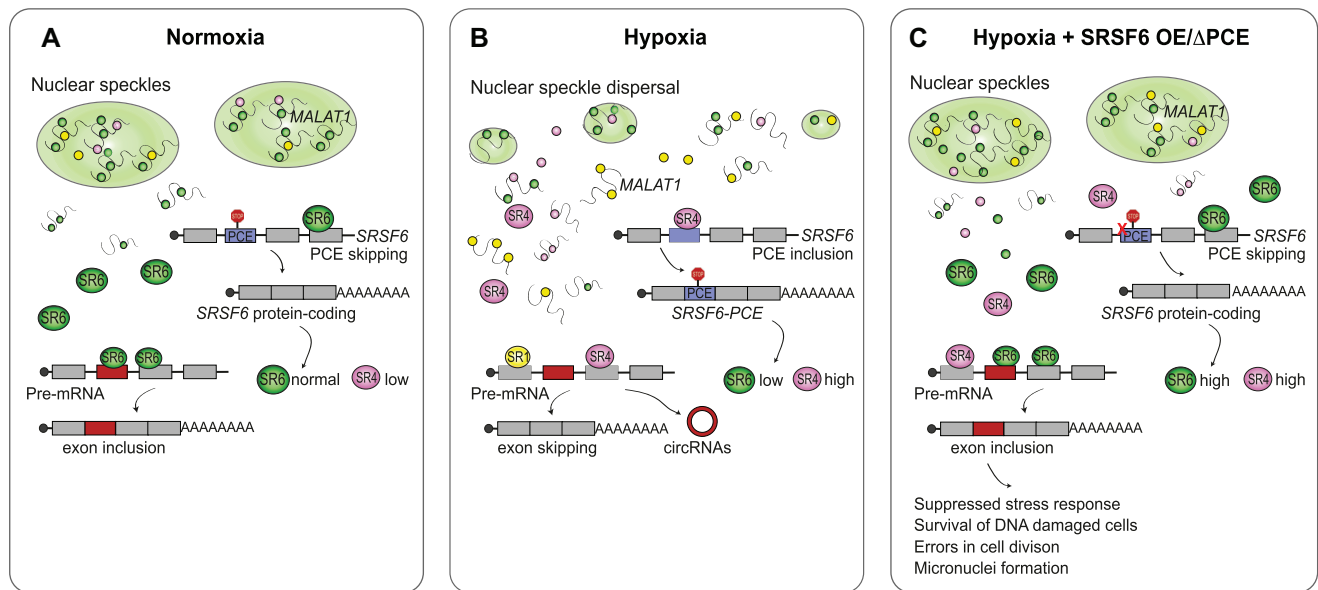 A Normoxia
Nuclear speckles
MALAT1
STOP
SR6
PCE
SRSF6
PCE skipping
SR6
SR6
SR6
AAAAAAAA
SRSF6 protein-coding
SR6 SR6
Pre-mRNA
SR6 normal SR4 low
AAAAAAAA
exon inclusion
B Hypoxia
Nuclear speckle dispersal
MALAT1
SR4
SR4
SRSF6
PCE inclusion
STOP
SR4
PCE
AAAAAAAA
SRSF6-PCE
SR1
SR4
Pre-mRNA
SR6 low SR4 high
AAAAAAAA
exon skipping
circRNAs
C Hypoxia + SRSF6 OE/ΔPCE
Nuclear speckles
MALAT1
SR4
SR6
STOP
SR6
X
PCE
SRSF6
PCE skipping
SR6
SR6
SR4
AAAAAAAA
SRSF6 protein-coding
SR4 SR6 SR6
Pre-mRNA
SR6 high SR4 high
AAAAAAAA
exon inclusion
Suppressed stress response
Survival of DNA damaged cells
Errors in cell divison
Micronuclei formation